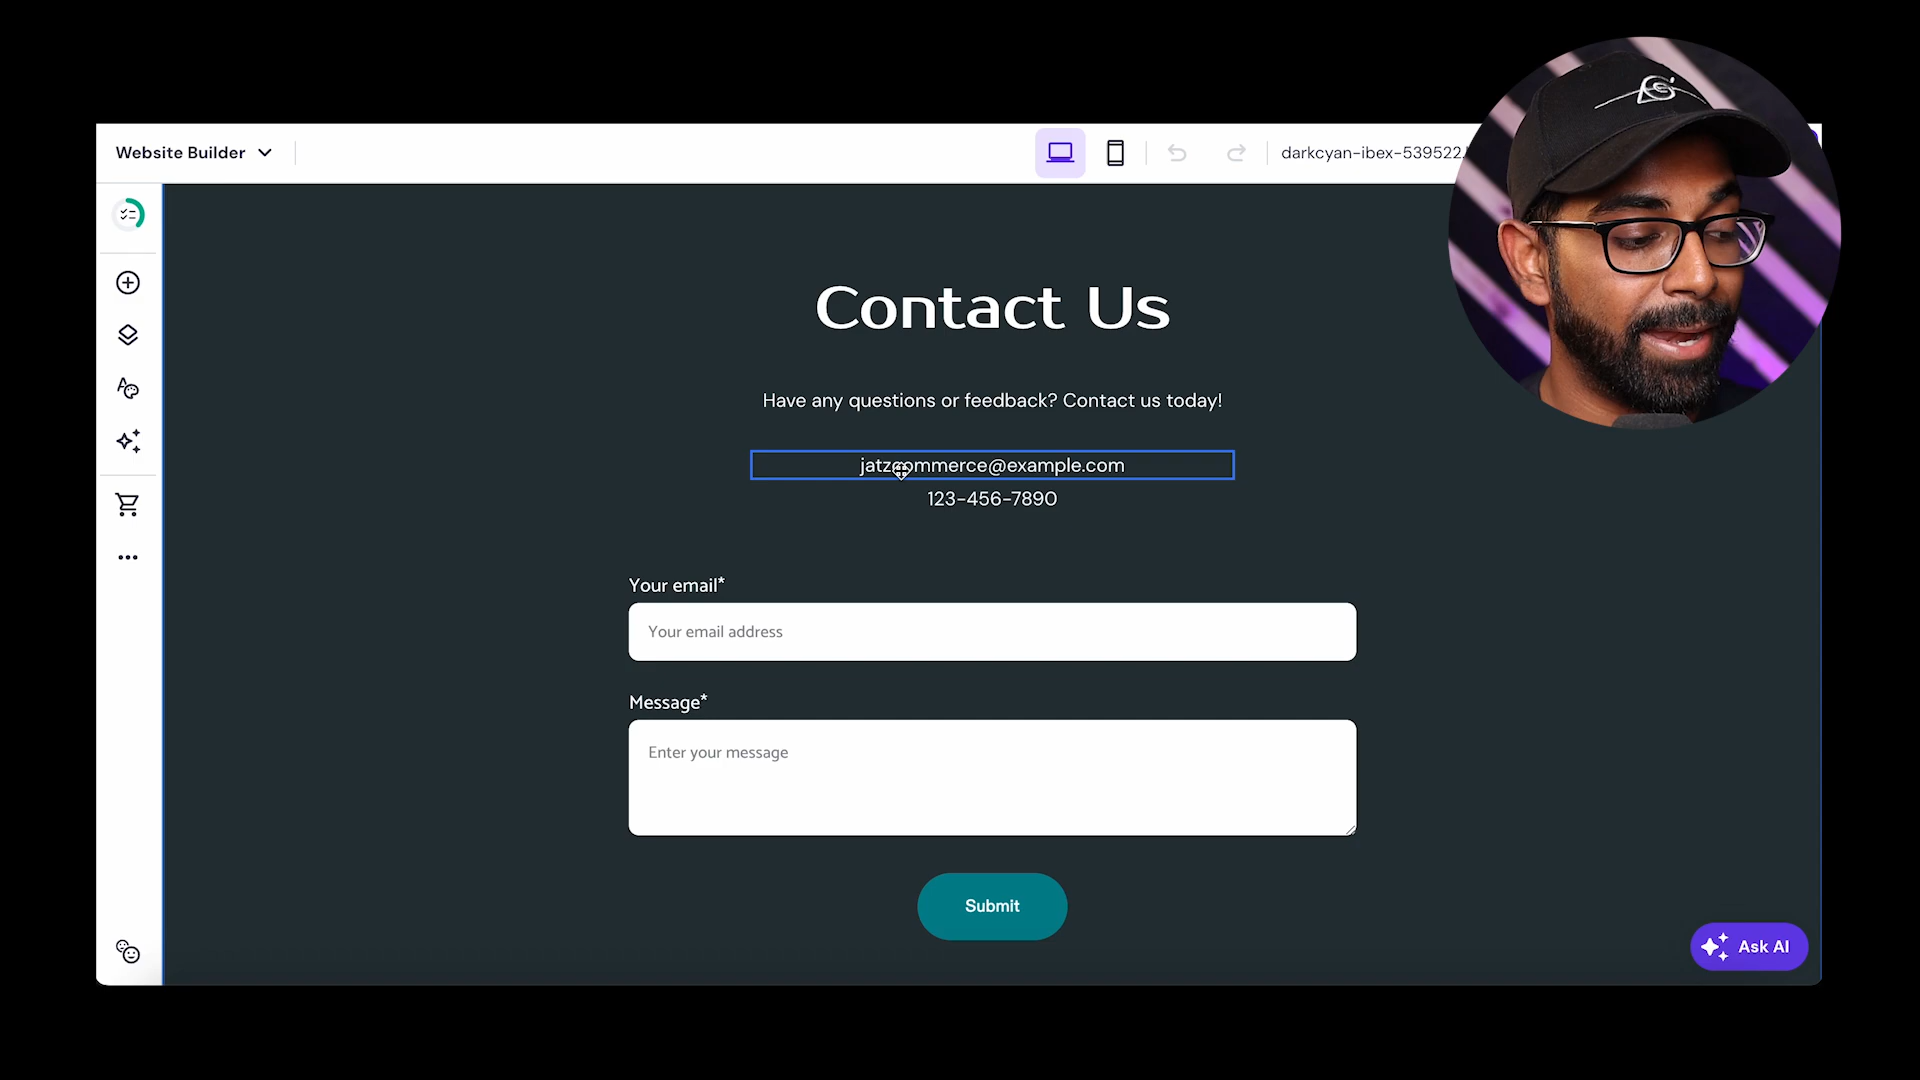 Website Builder
darkcyan-ibex-539522.
Contact Us
Have any questions or feedback? Contact us today!
jatzcommerce@example.com
123-456-7890
Your email*
Your email address
Message*
Enter your message
Submit
Ask AI